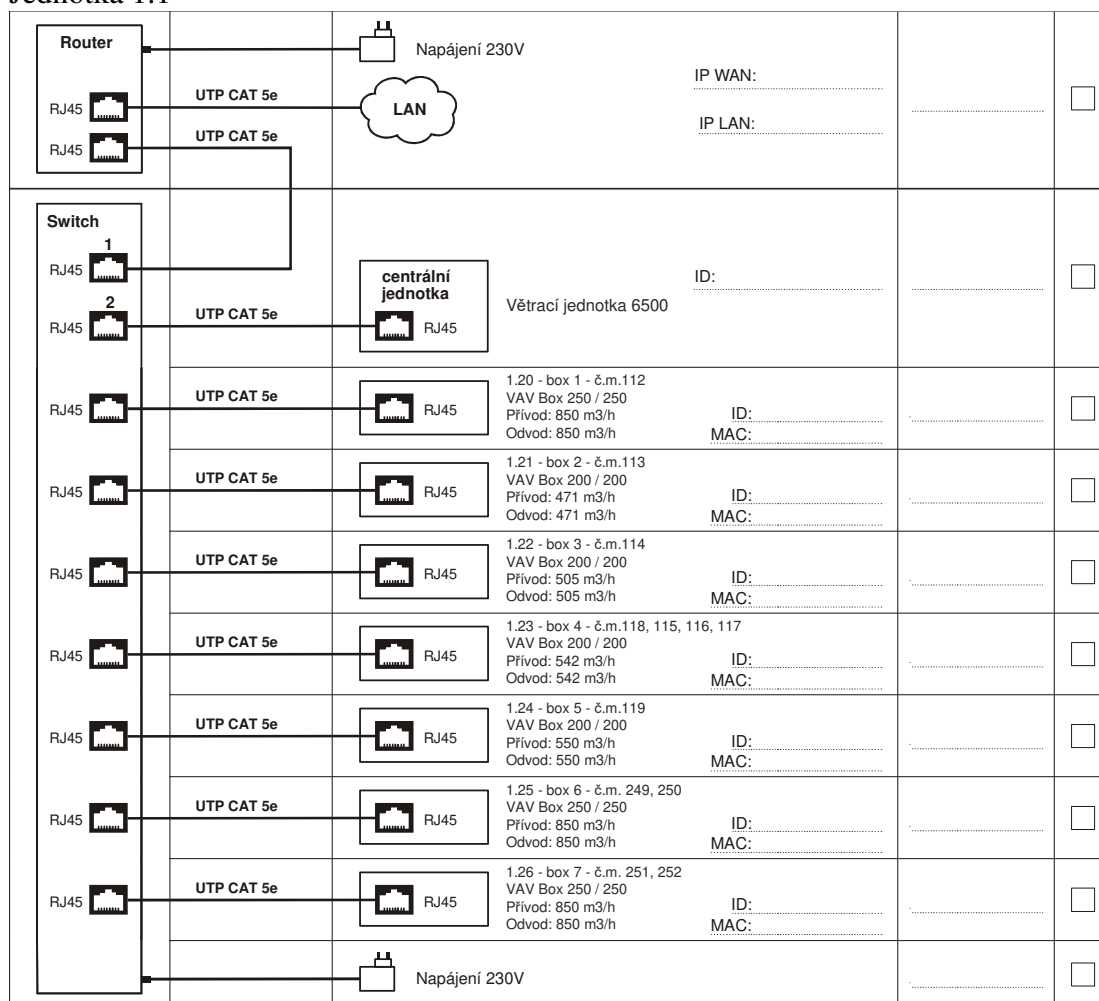 Jednotka 1.1
Router
Napájení 230V
IP WAN:
RJ45
UTP CAT 5e
LAN
IP LAN:
RJ45
UTP CAT 5e
Switch
1
RJ45
centrální
jednotka
ID:
2
RJ45
UTP CAT 5e
RJ45
Větrací jednotka 6500
RJ45
UTP CAT 5e
RJ45
1.20 - box 1 - č.m.112
VAV Box 250 / 250
Přívod: 850 m3/h
Odvod: 850 m3/h
ID:
MAC:
RJ45
UTP CAT 5e
RJ45
1.21 - box 2 - č.m.113
VAV Box 200 / 200
Přívod: 471 m3/h
Odvod: 471 m3/h
ID:
MAC:
RJ45
UTP CAT 5e
RJ45
1.22 - box 3 - č.m.114
VAV Box 200 / 200
Přívod: 505 m3/h
Odvod: 505 m3/h
ID:
MAC:
RJ45
UTP CAT 5e
RJ45
1.23 - box 4 - č.m.118, 115, 116, 117
VAV Box 200 / 200
Přívod: 542 m3/h
Odvod: 542 m3/h
ID:
MAC:
RJ45
UTP CAT 5e
RJ45
1.24 - box 5 - č.m.119
VAV Box 200 / 200
Přívod: 550 m3/h
Odvod: 550 m3/h
ID:
MAC:
RJ45
UTP CAT 5e
RJ45
1.25 - box 6 - č.m. 249, 250
VAV Box 250 / 250
Přívod: 850 m3/h
Odvod: 850 m3/h
ID:
MAC:
RJ45
UTP CAT 5e
RJ45
1.26 - box 7 - č.m. 251, 252
VAV Box 250 / 250
Přívod: 850 m3/h
Odvod: 850 m3/h
ID:
MAC:
Napájení 230V